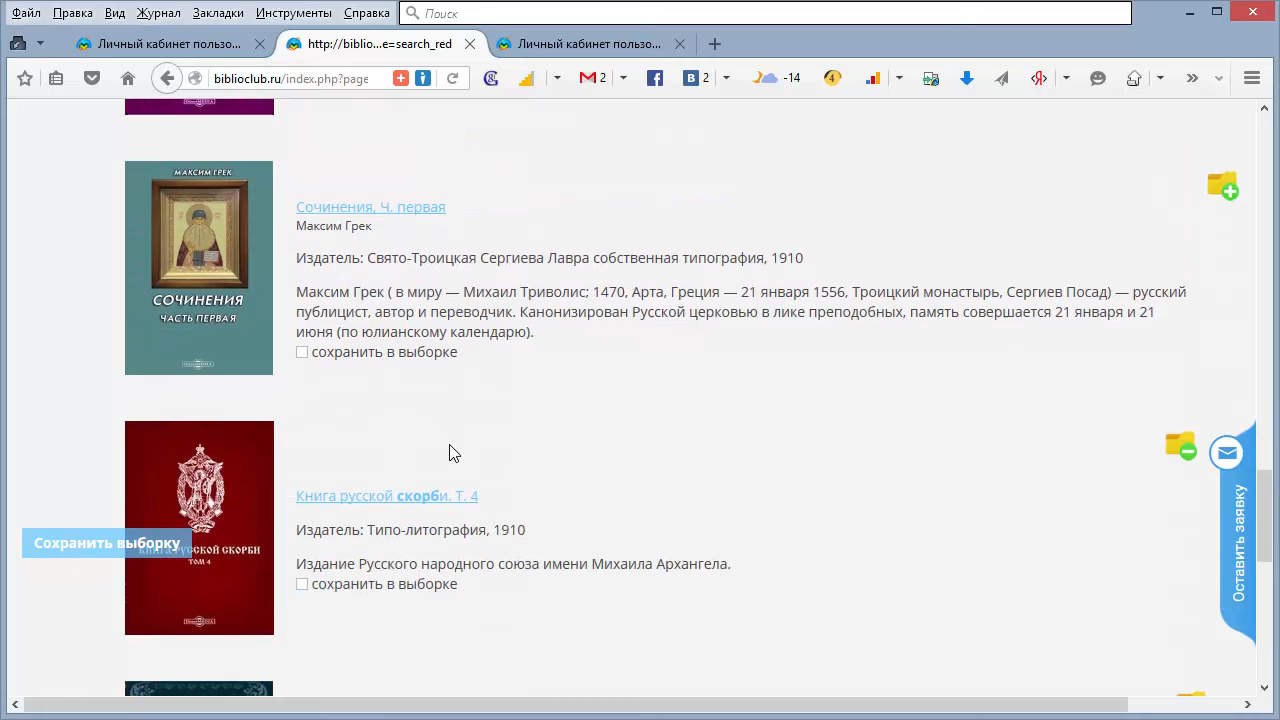 Файл Правка Вид Журнал Закладки Инструменты Справка Поиск
Личный кабинет пользо... http://biblio...e=search_red Личный кабинет пользо...
biblioclub.ru/index.php?page 2 2 -14 4
МАКСИМ ГРЕК
СОЧИНЕНИЯ
ЧАСТЬ ПЕРВАЯ
Сочинения, Ч. первая
Максим Грек
Издатель: Свято-Троицкая Сергиева Лавра собственная типография, 1910
Максим Грек ( в миру — Михаил Триволис; 1470, Арта, Греция — 21 января 1556, Троицкий монастырь, Сергиев Посад) — русский
публицист, автор и переводчик. Канонизирован Русской церковью в лике преподобных, память совершается 21 января и 21
июня (по юлианскому календарю).
сохранить в выборке
КНИГА РУССКОЙ СКОРБИ
ТОМ 4
Книга русской скорби. Т. 4
Издатель: Типо-литография, 1910
Издание Русского народного союза имени Михаила Архангела.
сохранить в выборке
Сохранить выборку
Оставить заявку